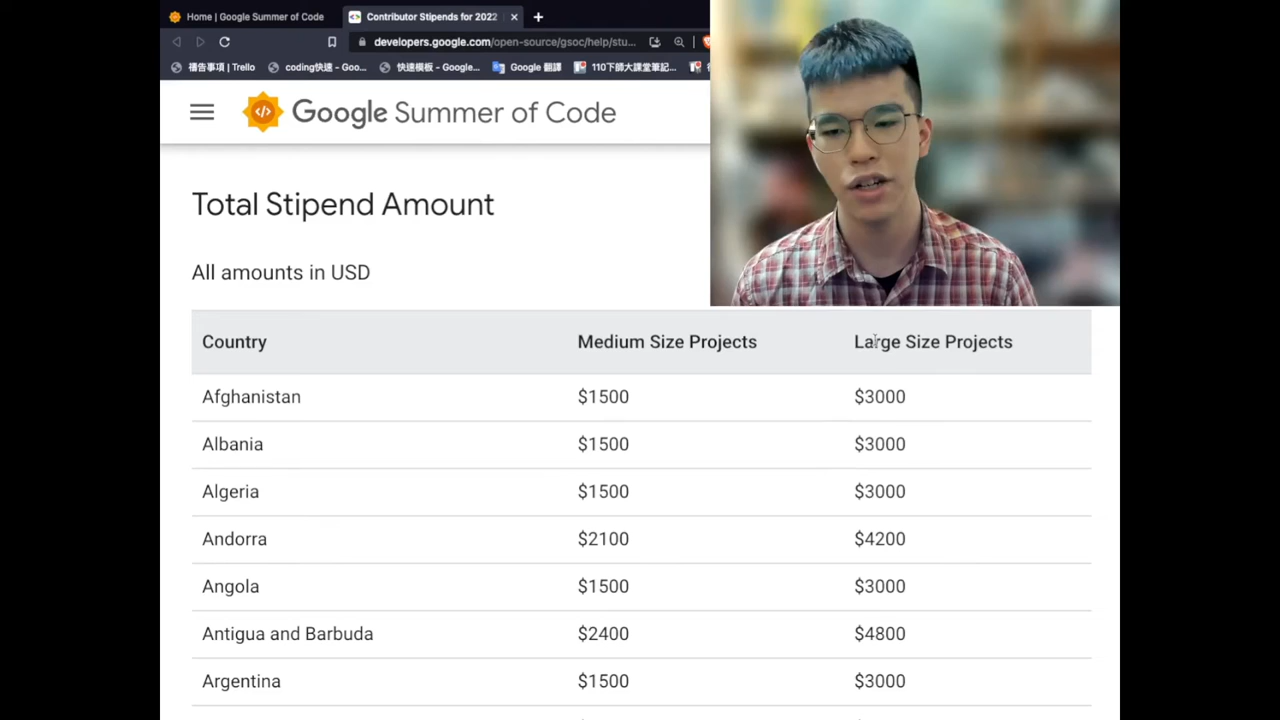 Home | Google Summer of Code
Contributor Stipends for 2022
developers.google.com/open-source/gsoc/help/stu...
禱告事項 | Trello
coding快速 - Goo...
快速模板 - Google...
Google 翻譯
110下師大課堂筆記...
Google Summer of Code
Total Stipend Amount
All amounts in USD
Country Medium Size Projects Large Size Projects
Afghanistan $1500 $3000
Albania $1500 $3000
Algeria $1500 $3000
Andorra $2100 $4200
Angola $1500 $3000
Antigua and Barbuda $2400 $4800
Argentina $1500 $3000